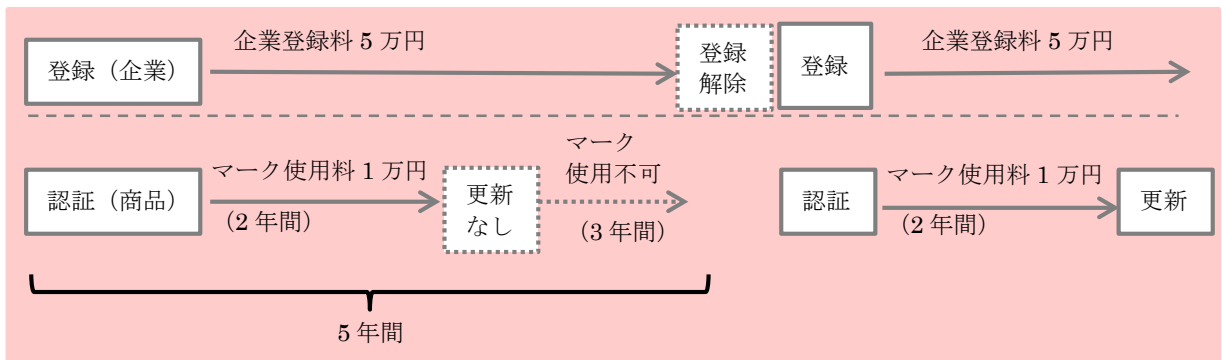 企業登録料 5 万円
登録（企業）
登録
解除
登録
企業登録料 5 万円
認証（商品）
マーク使用料 1 万円
（2 年間）
更新
なし
マーク
使用不可
（3 年間）
認証
マーク使用料 1 万円
（2 年間）
更新
5 年間